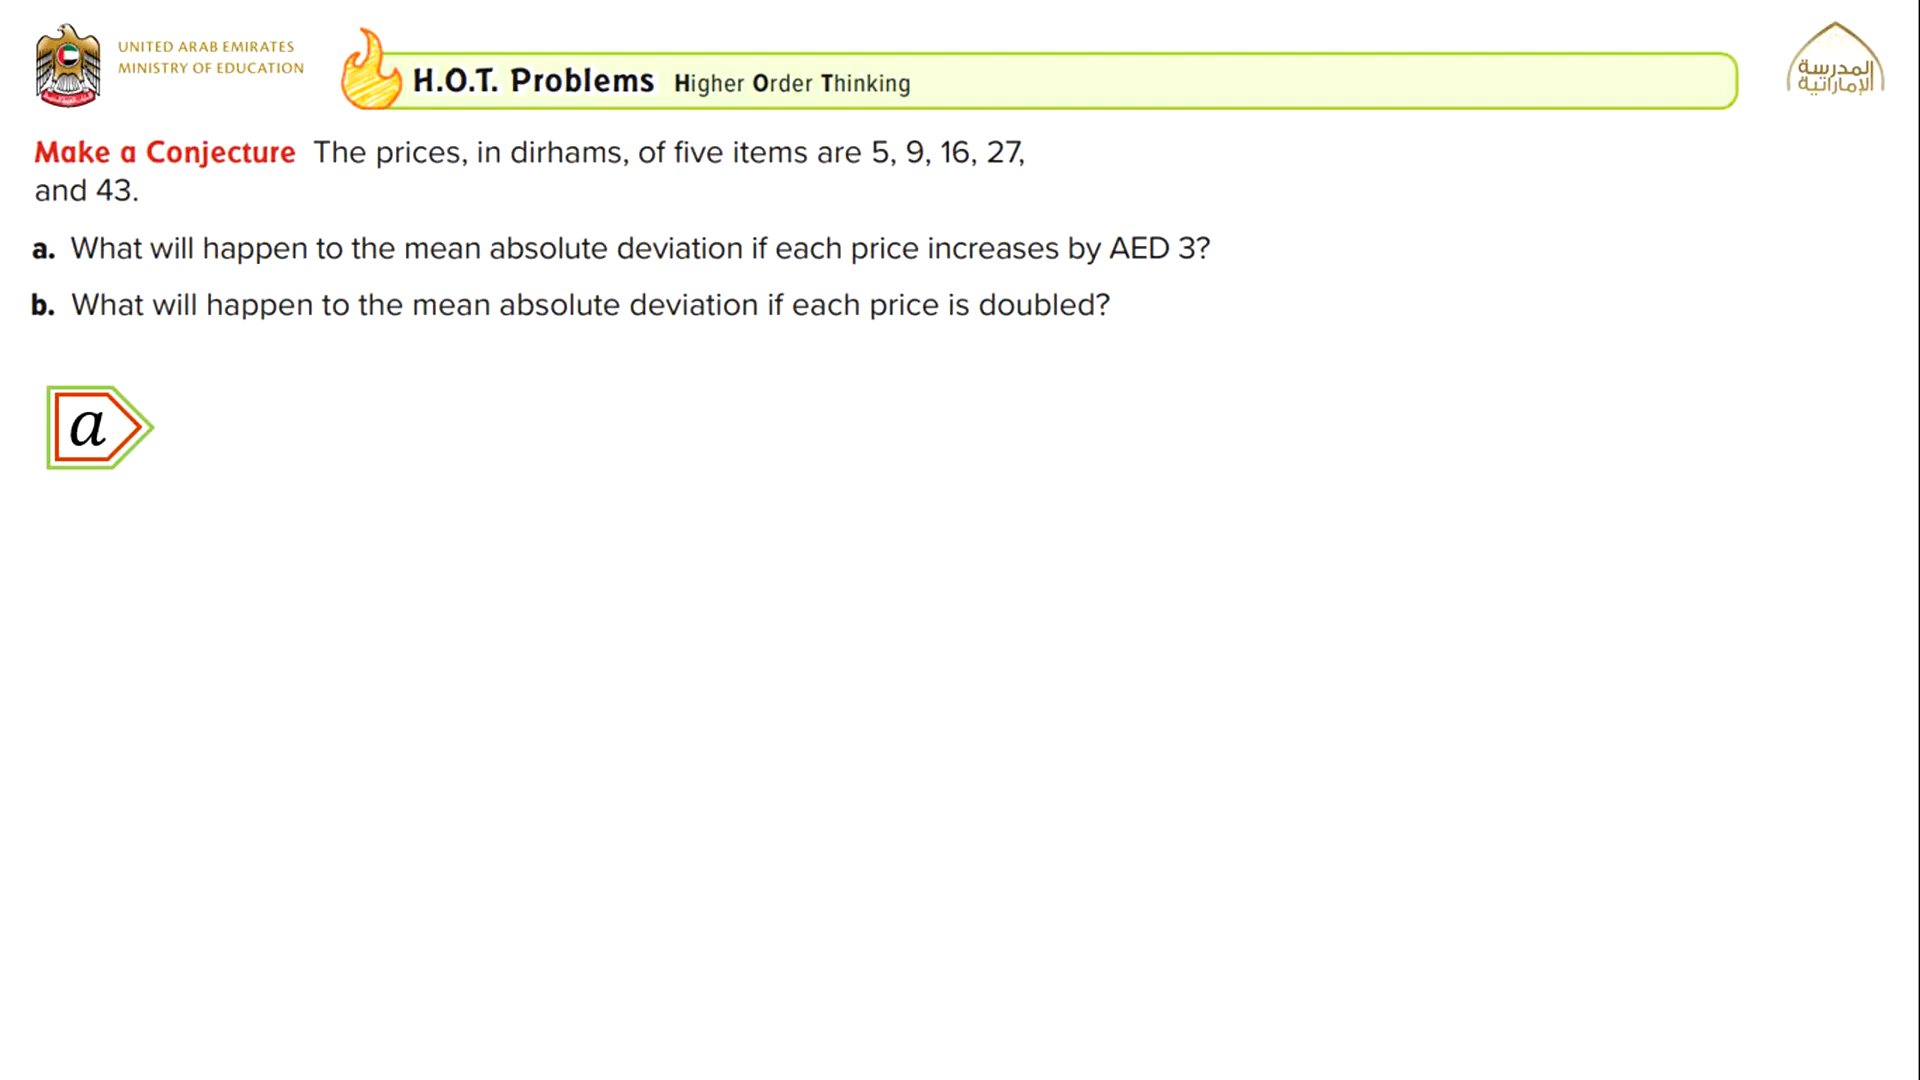 UNITED ARAB EMIRATES
MINISTRY OF EDUCATION
H.O.T. Problems Higher Order Thinking
المدرسة
الإماراتية
Make a Conjecture The prices, in dirhams, of five items are 5, 9, 16, 27,
and 43.
a. What will happen to the mean absolute deviation if each price increases by AED 3?
b. What will happen to the mean absolute deviation if each price is doubled?
a